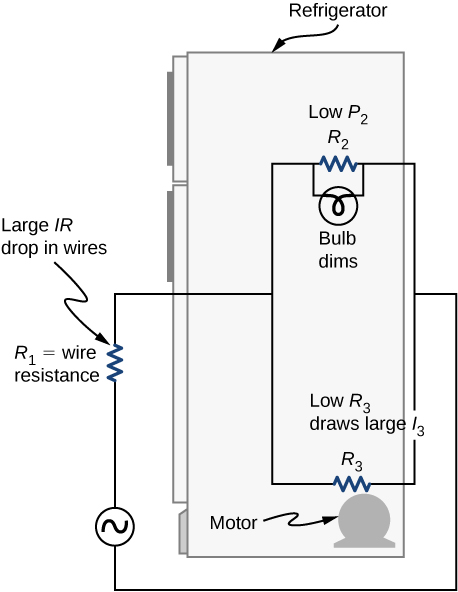 Refrigerator
Low P2
R2
Bulb
dims
Large IR
drop in wires
R1 = wire
resistance
Low R3
draws large I3
R3
Motor